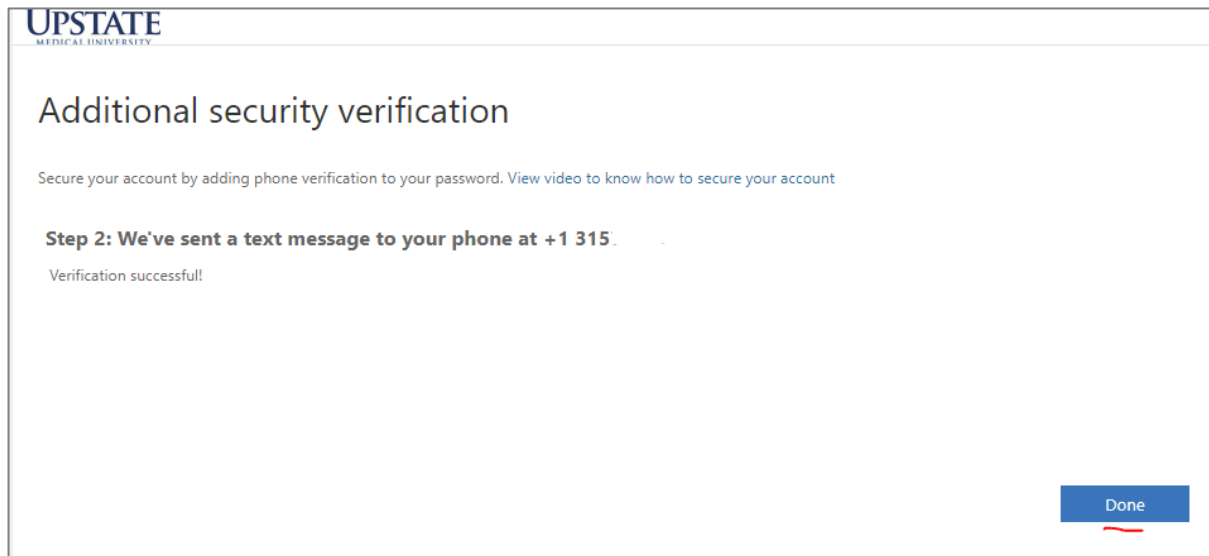 UPSTATE
MEDICAL UNIVERSITY
Additional security verification
Secure your account by adding phone verification to your password. View video to know how to secure your account
Step 2: We've sent a text message to your phone at +1 315
Verification successful!
Done